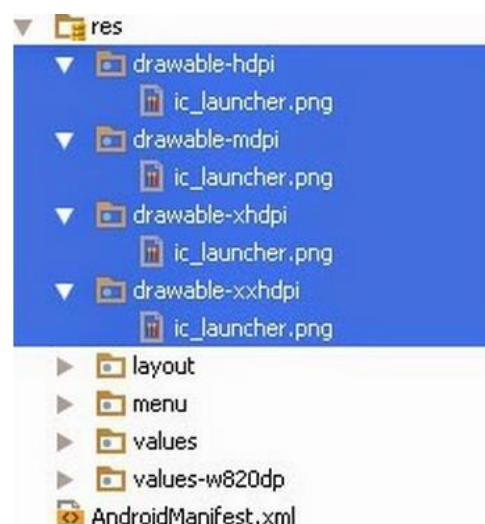 res
drawable-hdpi
ic_launcher.png
drawable-mdpi
ic_launcher.png
drawable-xhdpi
ic_launcher.png
drawable-xxhdpi
ic_launcher.png
layout
menu
values
values-w820dp
AndroidManifest.xml